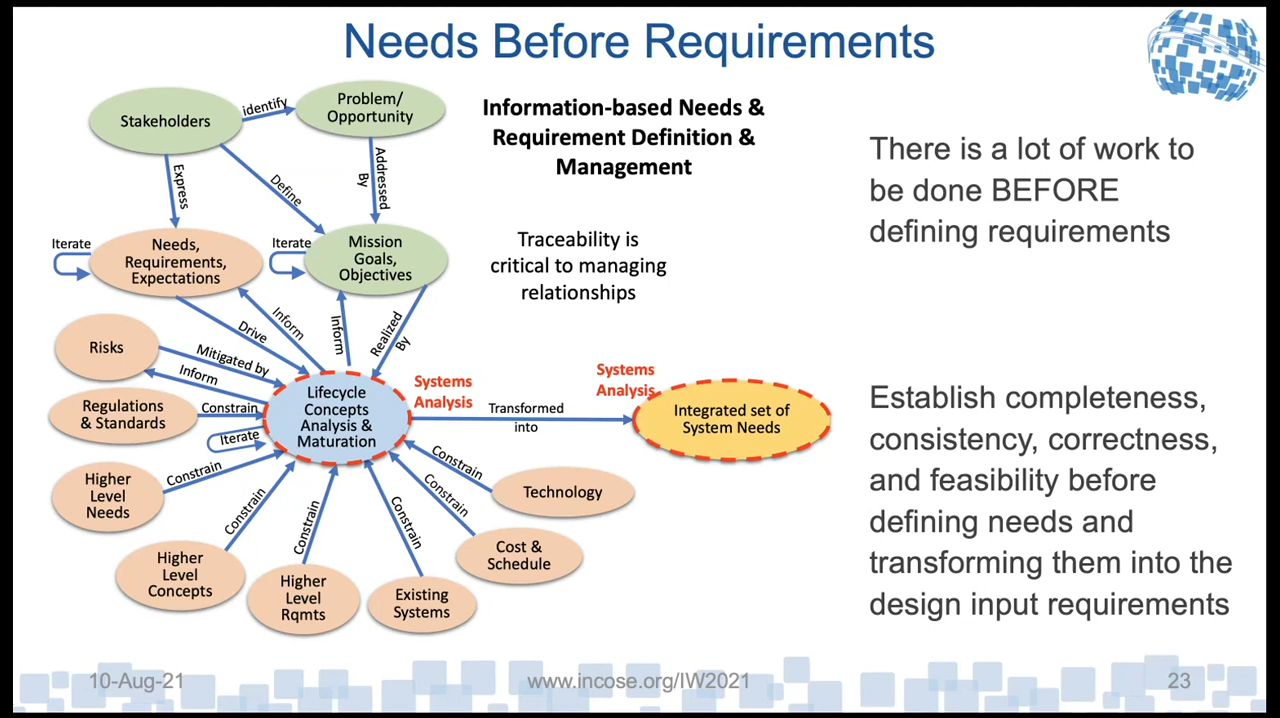 Needs Before Requirements
Stakeholders
identify
Problem/
Opportunity
Information-based Needs &
Requirement Definition &
Management
Express
Define
Addressed
By
Iterate
Needs,
Requirements,
Expectations
Iterate
Mission
Goals,
Objectives
Traceability is
critical to managing
relationships
Drive
Inform
Inform
Realized
By
Risks
Mitigated by
Inform
Regulations
& Standards
Constrain
Iterate
Lifecycle
Concepts
Analysis &
Maturation
Systems
Analysis
Transformed
into
Systems
Analysis
Integrated set of
System Needs
Higher
Level
Needs
Constrain
Higher
Level
Concepts
Constrain
Higher
Level
Rqmts
Constrain
Existing
Systems
Constrain
Cost &
Schedule
Constrain
Technology
Constrain
There is a lot of work to
be done BEFORE
defining requirements
Establish completeness,
consistency, correctness,
and feasibility before
defining needs and
transforming them into the
design input requirements
10-Aug-21
www.incose.org/IW2021
23